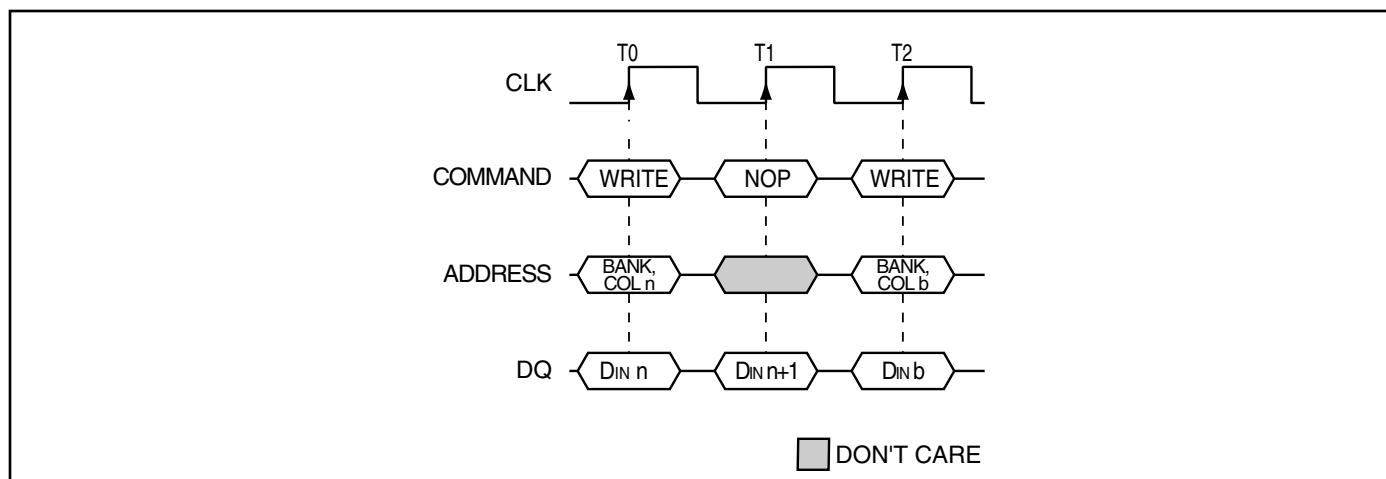 T0 T1 T2
CLK
COMMAND WRITE NOP WRITE
ADDRESS BANK, COL n BANK, COL b
DQ DIN n DIN n+1 DIN b
DON'T CARE